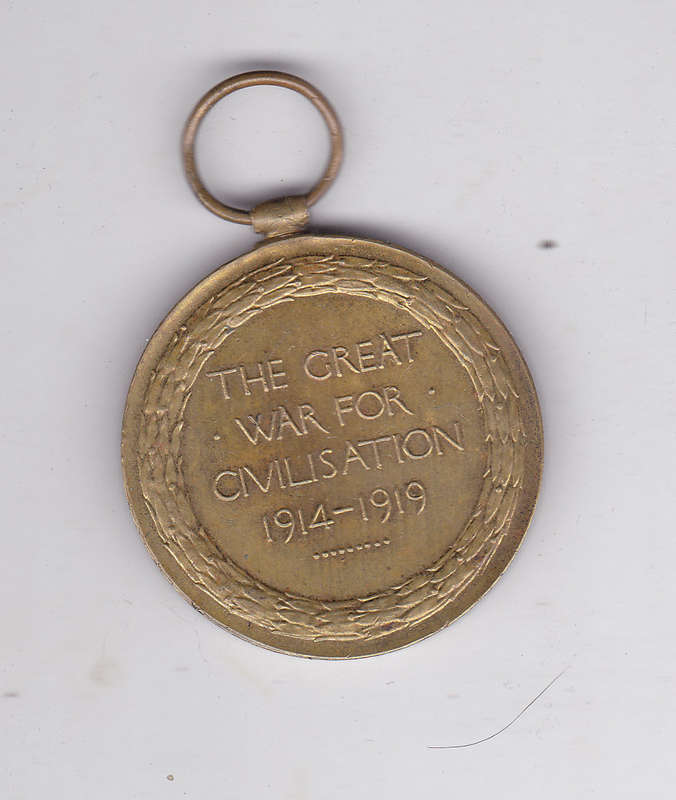 THE GREAT
· WAR FOR ·
CIVILISATION
1914-1919